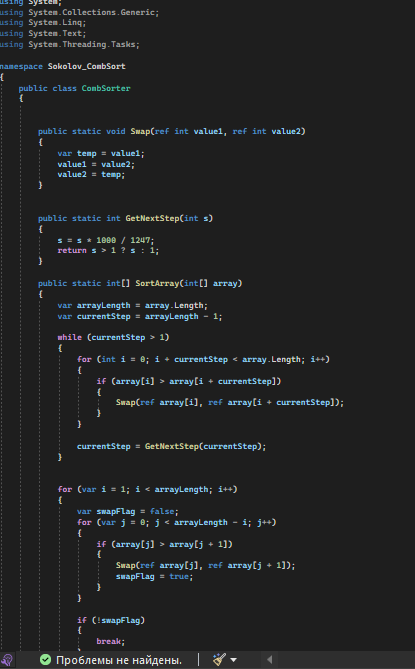 using System;
using System.Collections.Generic;
using System.Linq;
using System.Text;
using System.Threading.Tasks;
namespace Sokolov_CombSort
{
public class CombSorter
{
public static void Swap(ref int value1, ref int value2)
{
var temp = value1;
value1 = value2;
value2 = temp;
}
public static int GetNextStep(int s)
{
s = s * 1000 / 1247;
return s > 1 ? s : 1;
}
public static int[] SortArray(int[] array)
{
var arrayLength = array.Length;
var currentStep = arrayLength - 1;
while (currentStep > 1)
{
for (int i = 0; i + currentStep < array.Length; i++)
{
if (array[i] > array[i + currentStep])
{
Swap(ref array[i], ref array[i + currentStep]);
}
}
currentStep = GetNextStep(currentStep);
}
for (var i = 1; i < arrayLength; i++)
{
var swapFlag = false;
for (var j = 0; j < arrayLength - i; j++)
{
if (array[j] > array[j + 1])
{
Swap(ref array[j], ref array[j + 1]);
swapFlag = true;
}
}
if (!swapFlag)
{
break;
Проблемы не найдены.